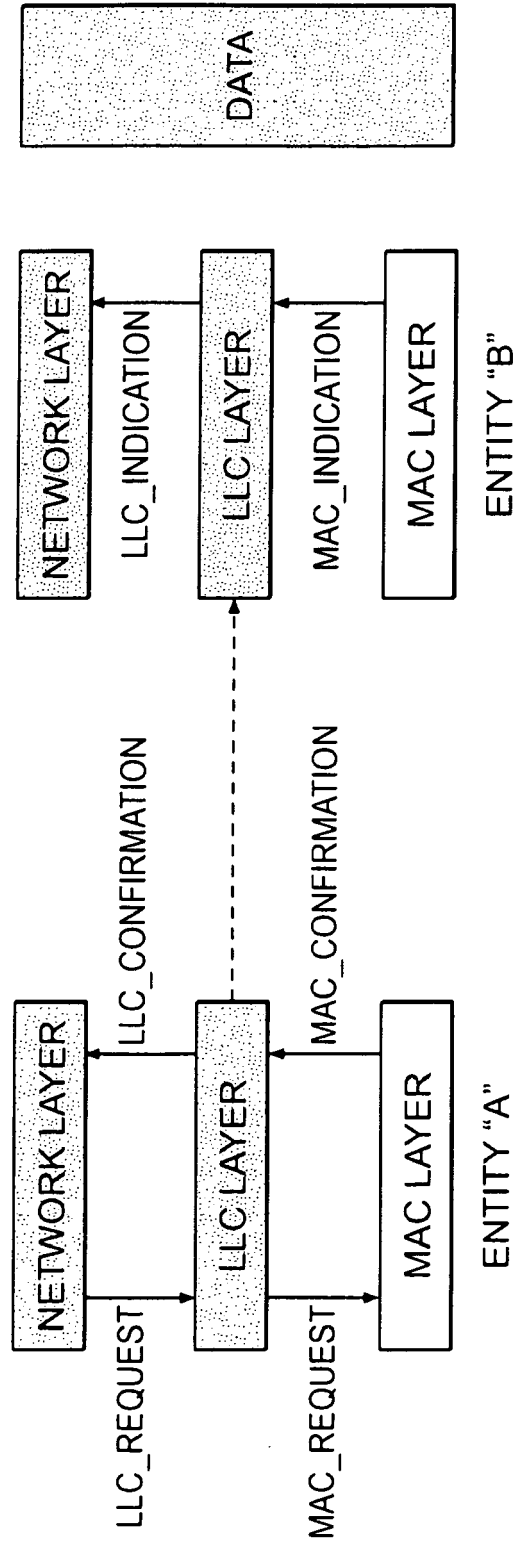 NETWORK LAYER
LLC_REQUEST
LLC_CONFIRMATION
LLC LAYER
MAC_REQUEST
MAC_CONFIRMATION
MAC LAYER
ENTITY “A”
NETWORK LAYER
LLC_INDICATION
LLC LAYER
MAC_INDICATION
MAC LAYER
ENTITY “B”
DATA